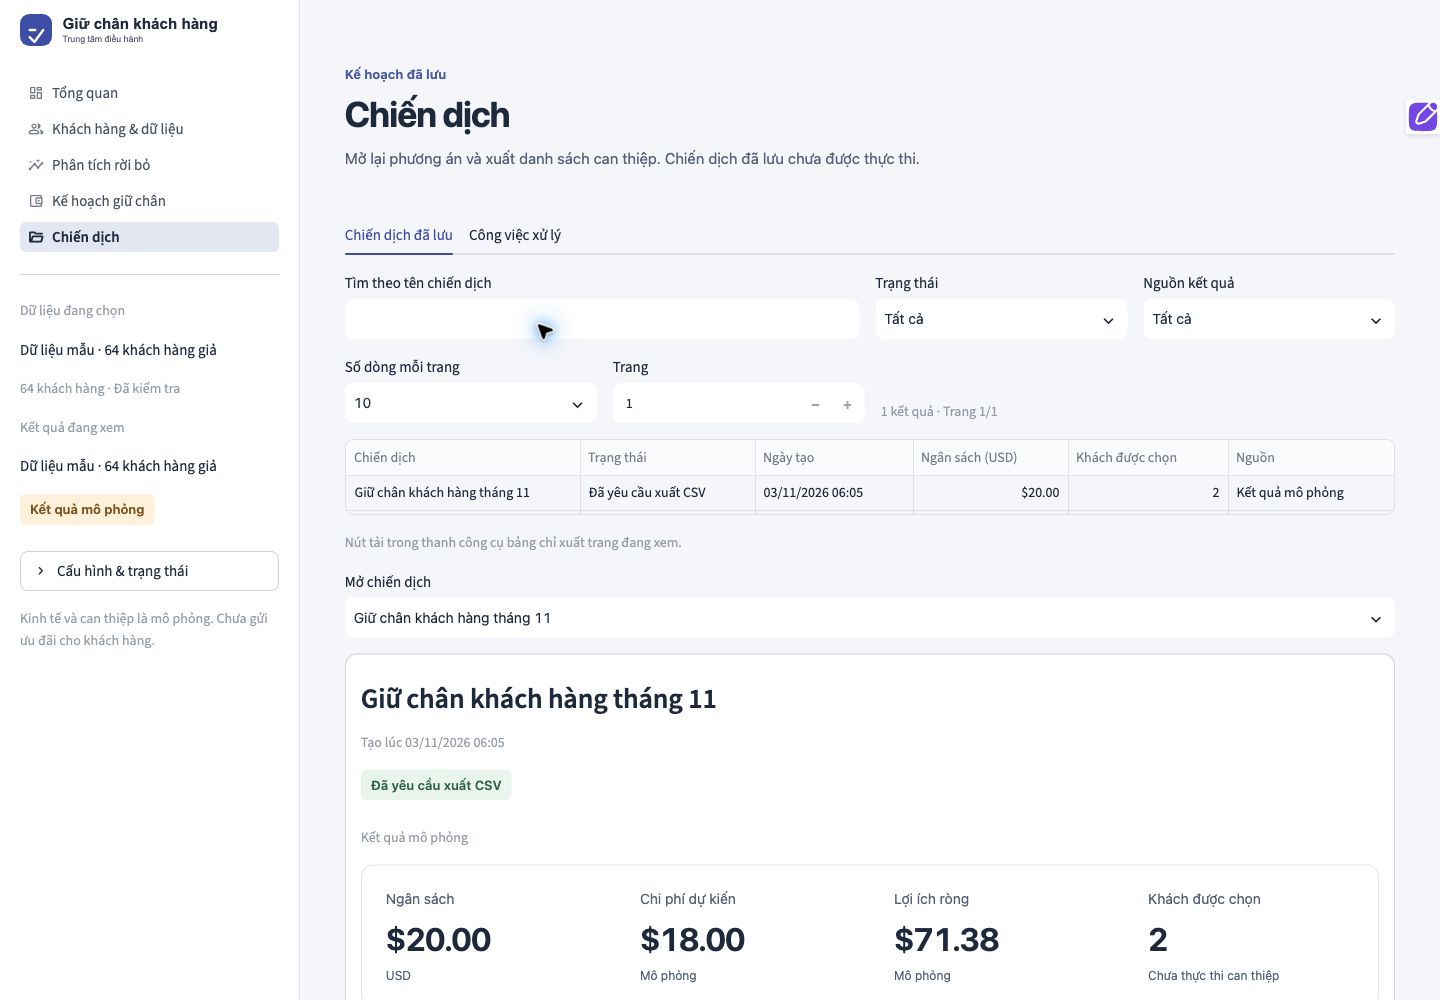 Giữ chân khách hàng
Trung tâm điều hành
Tổng quan
Khách hàng & dữ liệu
Phân tích rời bỏ
Kế hoạch giữ chân
Chiến dịch
Dữ liệu đang chọn
Dữ liệu mẫu · 64 khách hàng giả
64 khách hàng · Đã kiểm tra
Kết quả đang xem
Dữ liệu mẫu · 64 khách hàng giả
Kết quả mô phỏng
Cấu hình & trạng thái
Kinh tế và can thiệp là mô phỏng. Chưa gửi
ưu đãi cho khách hàng.
Kế hoạch đã lưu
Chiến dịch
Mở lại phương án và xuất danh sách can thiệp. Chiến dịch đã lưu chưa được thực thi.
Chiến dịch đã lưu Công việc xử lý
Tìm theo tên chiến dịch Trạng thái Nguồn kết quả
Tất cả Tất cả
Số dòng mỗi trang Trang
10 1 − + 1 kết quả · Trang 1/1
Chiến dịch Trạng thái Ngày tạo Ngân sách (USD) Khách được chọn Nguồn
Giữ chân khách hàng tháng 11 Đã yêu cầu xuất CSV 03/11/2026 06:05 $20.00 2 Kết quả mô phỏng
Nút tải trong thanh công cụ bảng chỉ xuất trang đang xem.
Mở chiến dịch
Giữ chân khách hàng tháng 11
Giữ chân khách hàng tháng 11
Tạo lúc 03/11/2026 06:05
Đã yêu cầu xuất CSV
Kết quả mô phỏng
Ngân sách Chi phí dự kiến Lợi ích ròng Khách được chọn
$20.00 $18.00 $71.38 2
USD Mô phỏng Mô phỏng Chưa thực thi can thiệp